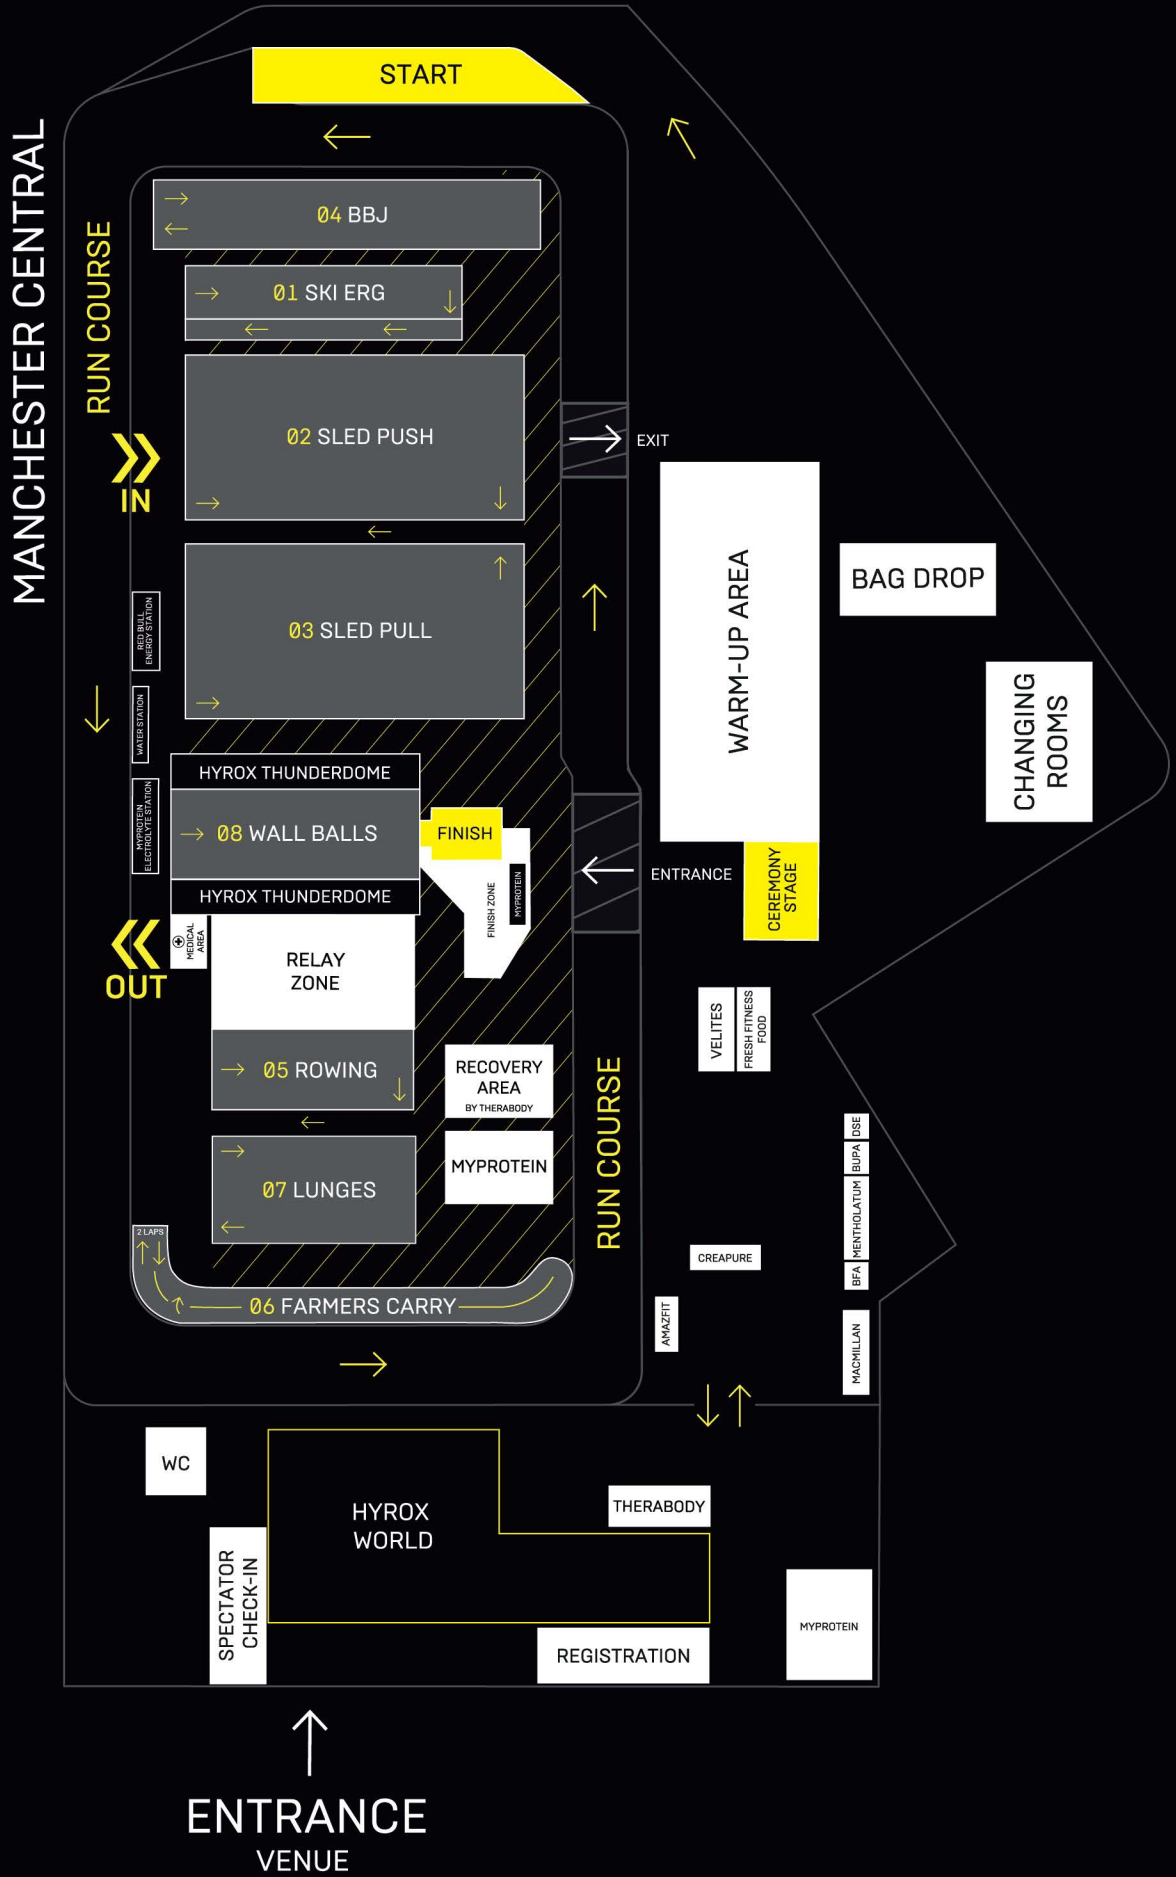 START
MANCHESTER CENTRAL
RUN COURSE
04 BBJ
01 SKI ERG
02 SLED PUSH
EXIT
IN
03 SLED PULL
WARM-UP AREA
BAG DROP
CHANGING
ROOMS
RED BULL
ENERGY STATION
WATER STATION
MYPROTEIN
ELECTROLYTE STATION
HYROX THUNDERDOME
08 WALL BALLS
FINISH
HYROX THUNDERDOME
FINISH ZONE
MYPROTEIN
ENTRANCE
CEREMONY
STAGE
OUT
MEDICAL
AREA
RELAY
ZONE
VELITES
FRESH FITNESS
FOOD
05 ROWING
RECOVERY
AREA
BY THERABODY
MYPROTEIN
RUN COURSE
07 LUNGES
DSE
BUPA
MENTHOLATUM
BFA
MACMILLAN
CREAPURE
AMAZFIT
2 LAPS
06 FARMERS CARRY
WC
HYROX
WORLD
THERABODY
SPECTATOR
CHECK-IN
REGISTRATION
MYPROTEIN
ENTRANCE
VENUE